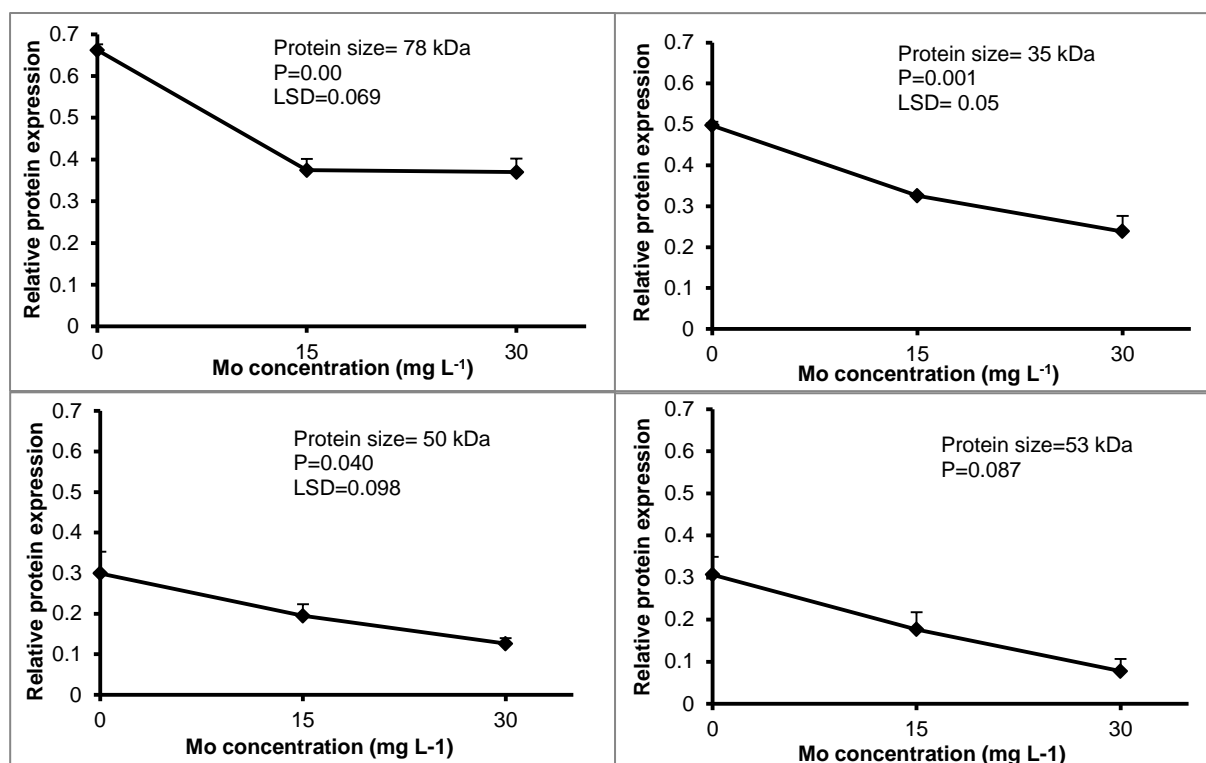 Relative protein expression
0.7
0.6
0.5
0.4
0.3
0.2
0.1
0
Protein size= 78 kDa
P=0.00
LSD=0.069
0
15
30
Mo concentration (mg L⁻¹)
Relative protein expression
0.7
0.6
0.5
0.4
0.3
0.2
0.1
0
Protein size= 35 kDa
P=0.001
LSD= 0.05
0
15
30
Mo concentration (mg L⁻¹)
Relative protein expression
0.7
0.6
0.5
0.4
0.3
0.2
0.1
0
Protein size= 50 kDa
P=0.040
LSD=0.098
0
15
30
Mo concentration (mg L-1)
Relative protein expression
0.7
0.6
0.5
0.4
0.3
0.2
0.1
0
Protein size=53 kDa
P=0.087
0
15
30
Mo concentration (mg L-1)